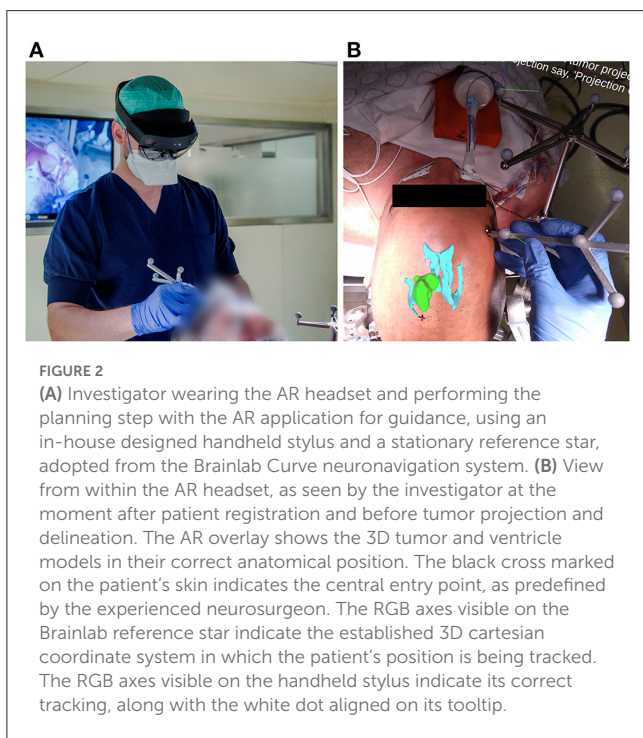 A
B
tumor projec
jection say, 'Projection
FIGURE 2
(A) Investigator wearing the AR headset and performing the
planning step with the AR application for guidance, using an
in-house designed handheld stylus and a stationary reference star,
adopted from the Brainlab Curve neuronavigation system. (B) View
from within the AR headset, as seen by the investigator at the
moment after patient registration and before tumor projection and
delineation. The AR overlay shows the 3D tumor and ventricle
models in their correct anatomical position. The black cross marked
on the patient's skin indicates the central entry point, as predefined
by the experienced neurosurgeon. The RGB axes visible on the
Brainlab reference star indicate the established 3D cartesian
coordinate system in which the patient's position is being tracked.
The RGB axes visible on the handheld stylus indicate its correct
tracking, along with the white dot aligned on its tooltip.